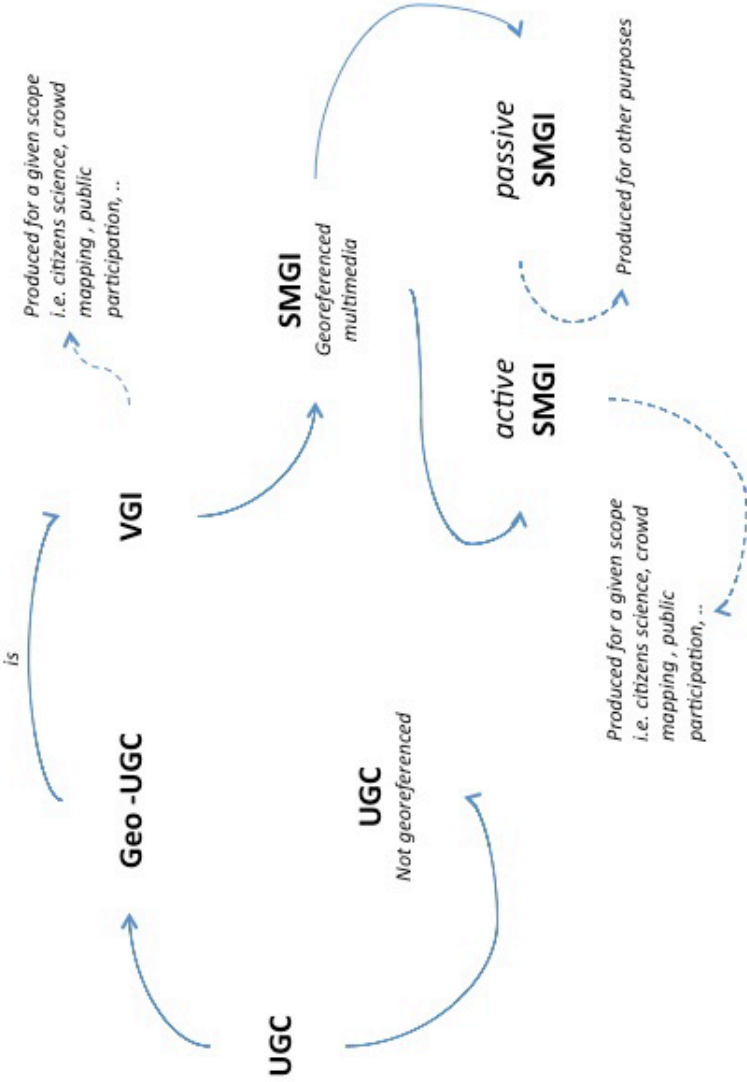 UGC
Geo -UGC
is
VGI
Produced for a given scope
i.e. citizens science, crowd
mapping , public
participation, ..
UGC
Not georeferenced
SMGI
Georeferenced
multimedia
active
SMGI
passive
SMGI
Produced for a given scope
i.e. citizens science, crowd
mapping , public
participation, ..
Produced for other purposes